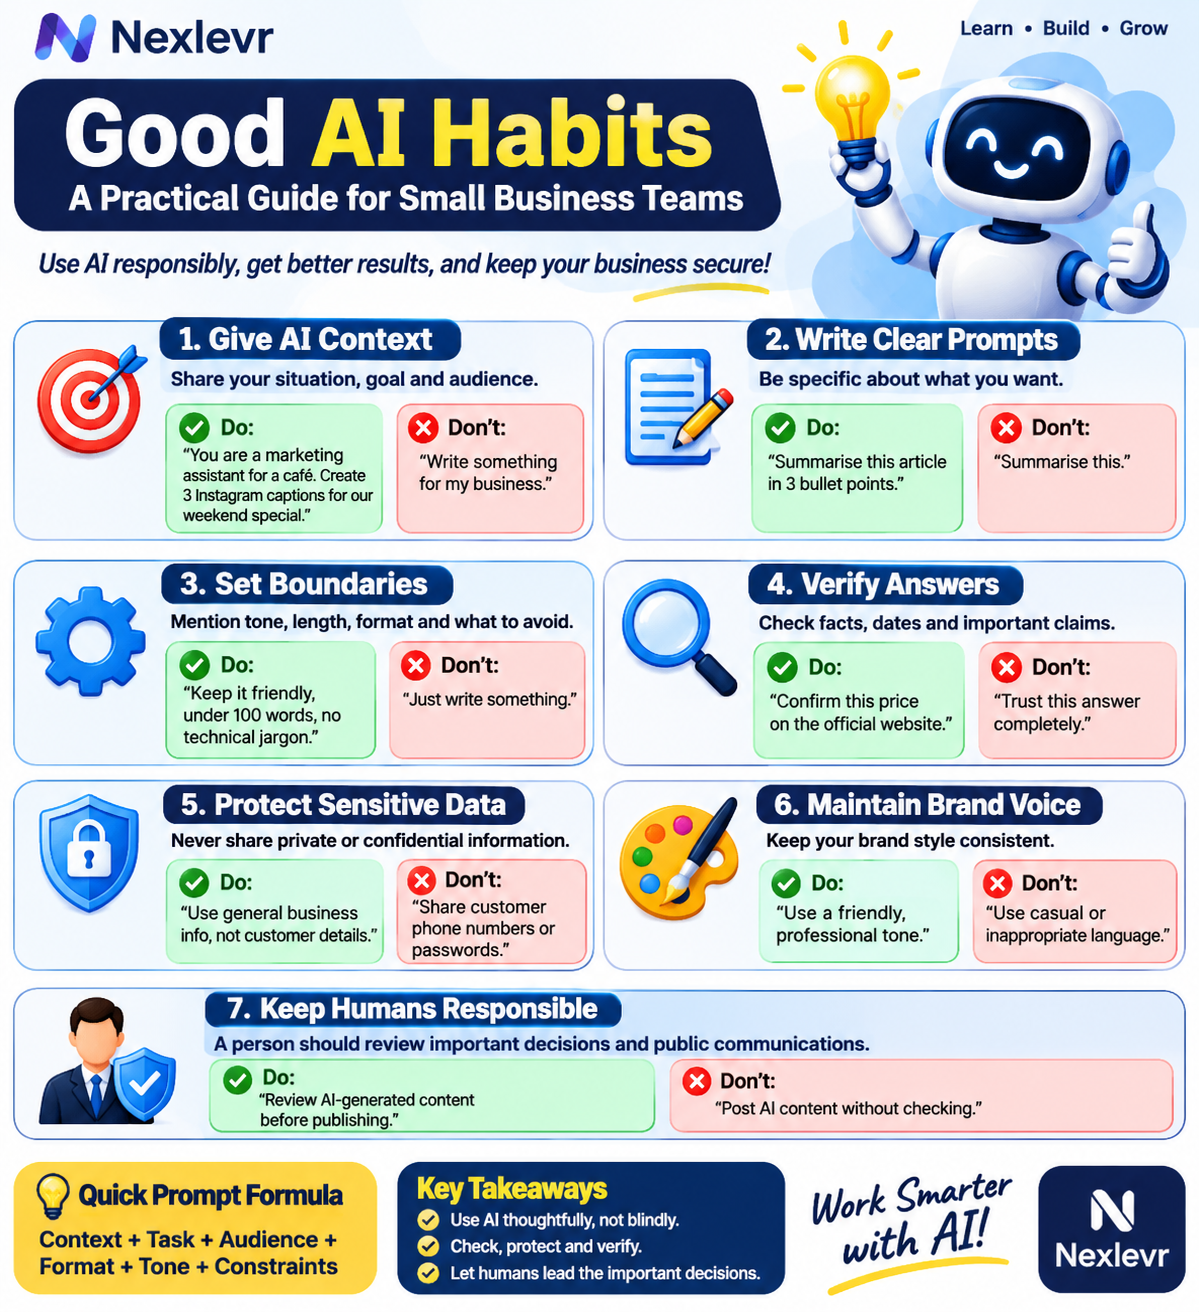 Nexlevr
Learn • Build • Grow
Good AI Habits
A Practical Guide for Small Business Teams
Use AI responsibly, get better results, and keep your business secure!
1. Give AI Context
Share your situation, goal and audience.
Do:
“You are a marketing
assistant for a café. Create
3 Instagram captions for our
weekend special.”
Don’t:
“Write something
for my business.”
2. Write Clear Prompts
Be specific about what you want.
Do:
“Summarise this article
in 3 bullet points.”
Don’t:
“Summarise this.”
3. Set Boundaries
Mention tone, length, format and what to avoid.
Do:
“Keep it friendly,
under 100 words, no
technical jargon.”
Don’t:
“Just write something.”
4. Verify Answers
Check facts, dates and important claims.
Do:
“Confirm this price
on the official website.”
Don’t:
“Trust this answer
completely.”
5. Protect Sensitive Data
Never share private or confidential information.
Do:
“Use general business
info, not customer details.”
Don’t:
“Share customer
phone numbers or
passwords.”
6. Maintain Brand Voice
Keep your brand style consistent.
Do:
“Use a friendly,
professional tone.”
Don’t:
“Use casual or
inappropriate language.”
7. Keep Humans Responsible
A person should review important decisions and public communications.
Do:
“Review AI-generated content
before publishing.”
Don’t:
“Post AI content without checking.”
Quick Prompt Formula
Context + Task + Audience +
Format + Tone + Constraints
Key Takeaways
Use AI thoughtfully, not blindly.
Check, protect and verify.
Let humans lead the important decisions.
Work Smarter
with AI!
Nexlevr